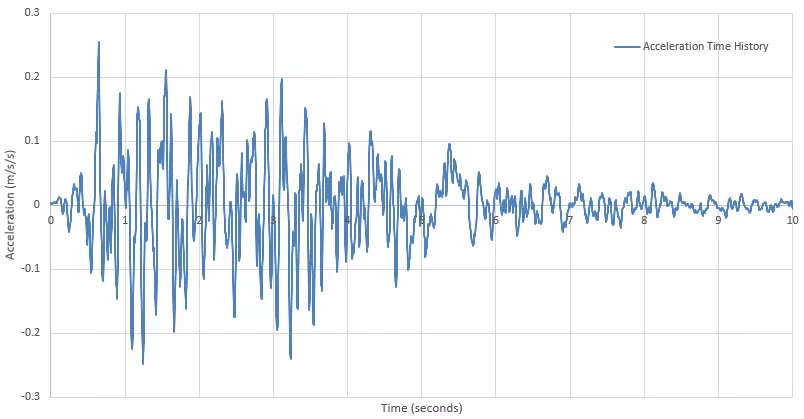 0.3
Acceleration Time History
0.2
0.1
0
0 1 2 3 4 5 6 7 8 9 10
-0.1
-0.2
-0.3
Acceleration (m/s/s)
Time (seconds)